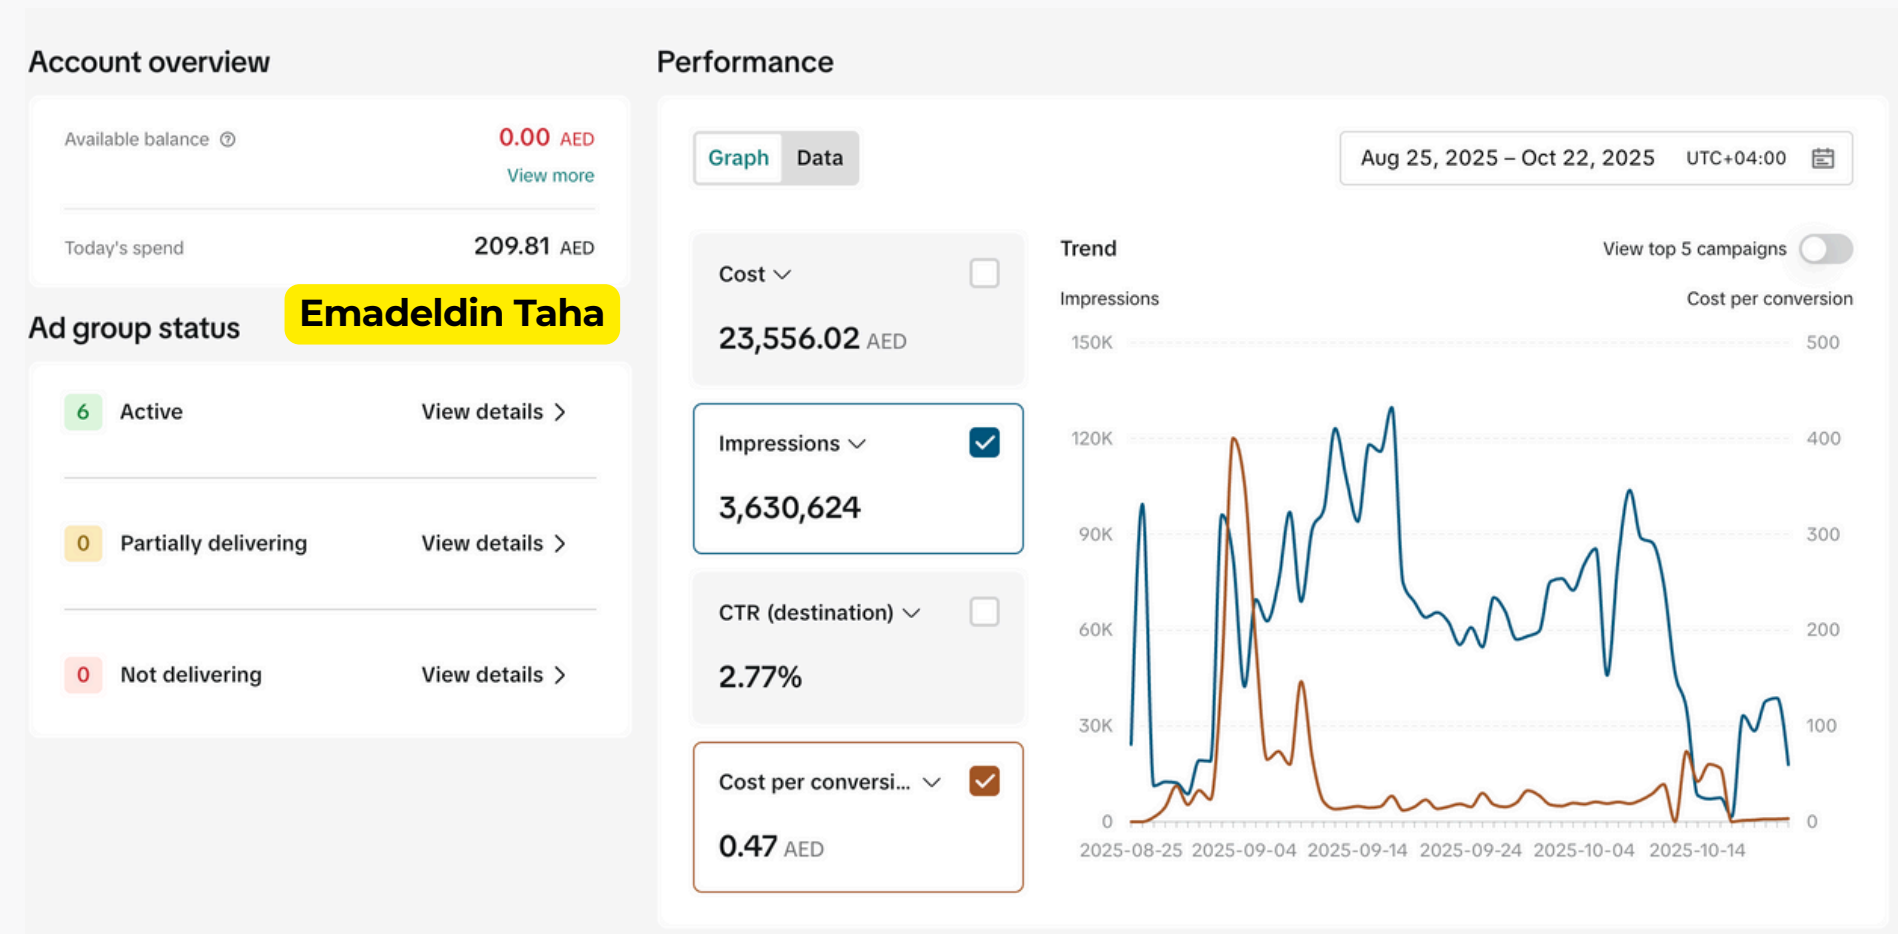 Account overview
Available balance
0.00 AED
View more
Today's spend
209.81 AED
Emadeldin Taha
Ad group status
6 Active View details
0 Partially delivering View details
0 Not delivering View details
Performance
Graph Data
Aug 25, 2025 – Oct 22, 2025 UTC+04:00
Cost
23,556.02 AED
Impressions
3,630,624
CTR (destination)
2.77%
Cost per conversi...
0.47 AED
Trend
View top 5 campaigns
Impressions
Cost per conversion
150K 500
120K 400
90K 300
60K 200
30K 100
0 0
2025-08-25 2025-09-04 2025-09-14 2025-09-24 2025-10-04 2025-10-14